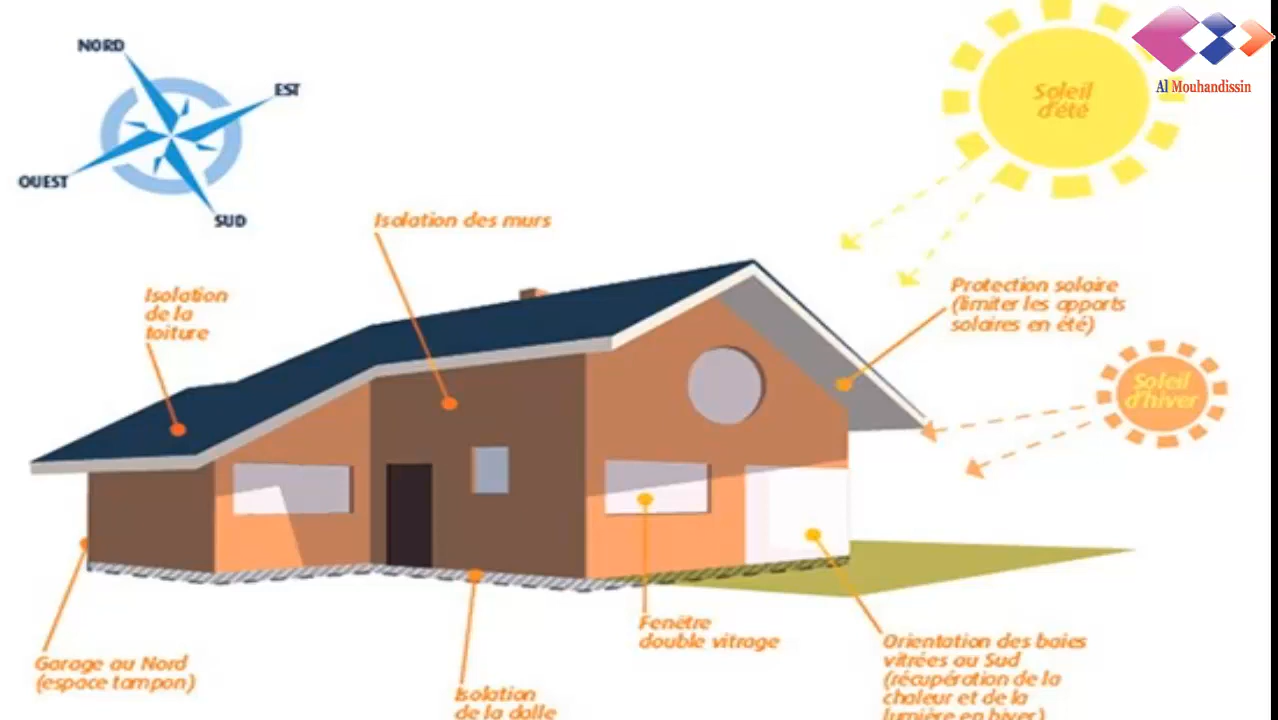 NORD
EST
OUEST
SUD
Soleil
d'été
Al Mouhandissin
Isolation des murs
Isolation
de la
toiture
Protection solaire
(limiter les apports
solaires en été)
Soleil
d'hiver
Fenêtre
double vitrage
Orientation des baies
vitrées au Sud
(récupération de la
chaleur et de la
lumière en hiver)
Garage au Nord
(espace tampon)
Isolation
de la dalle